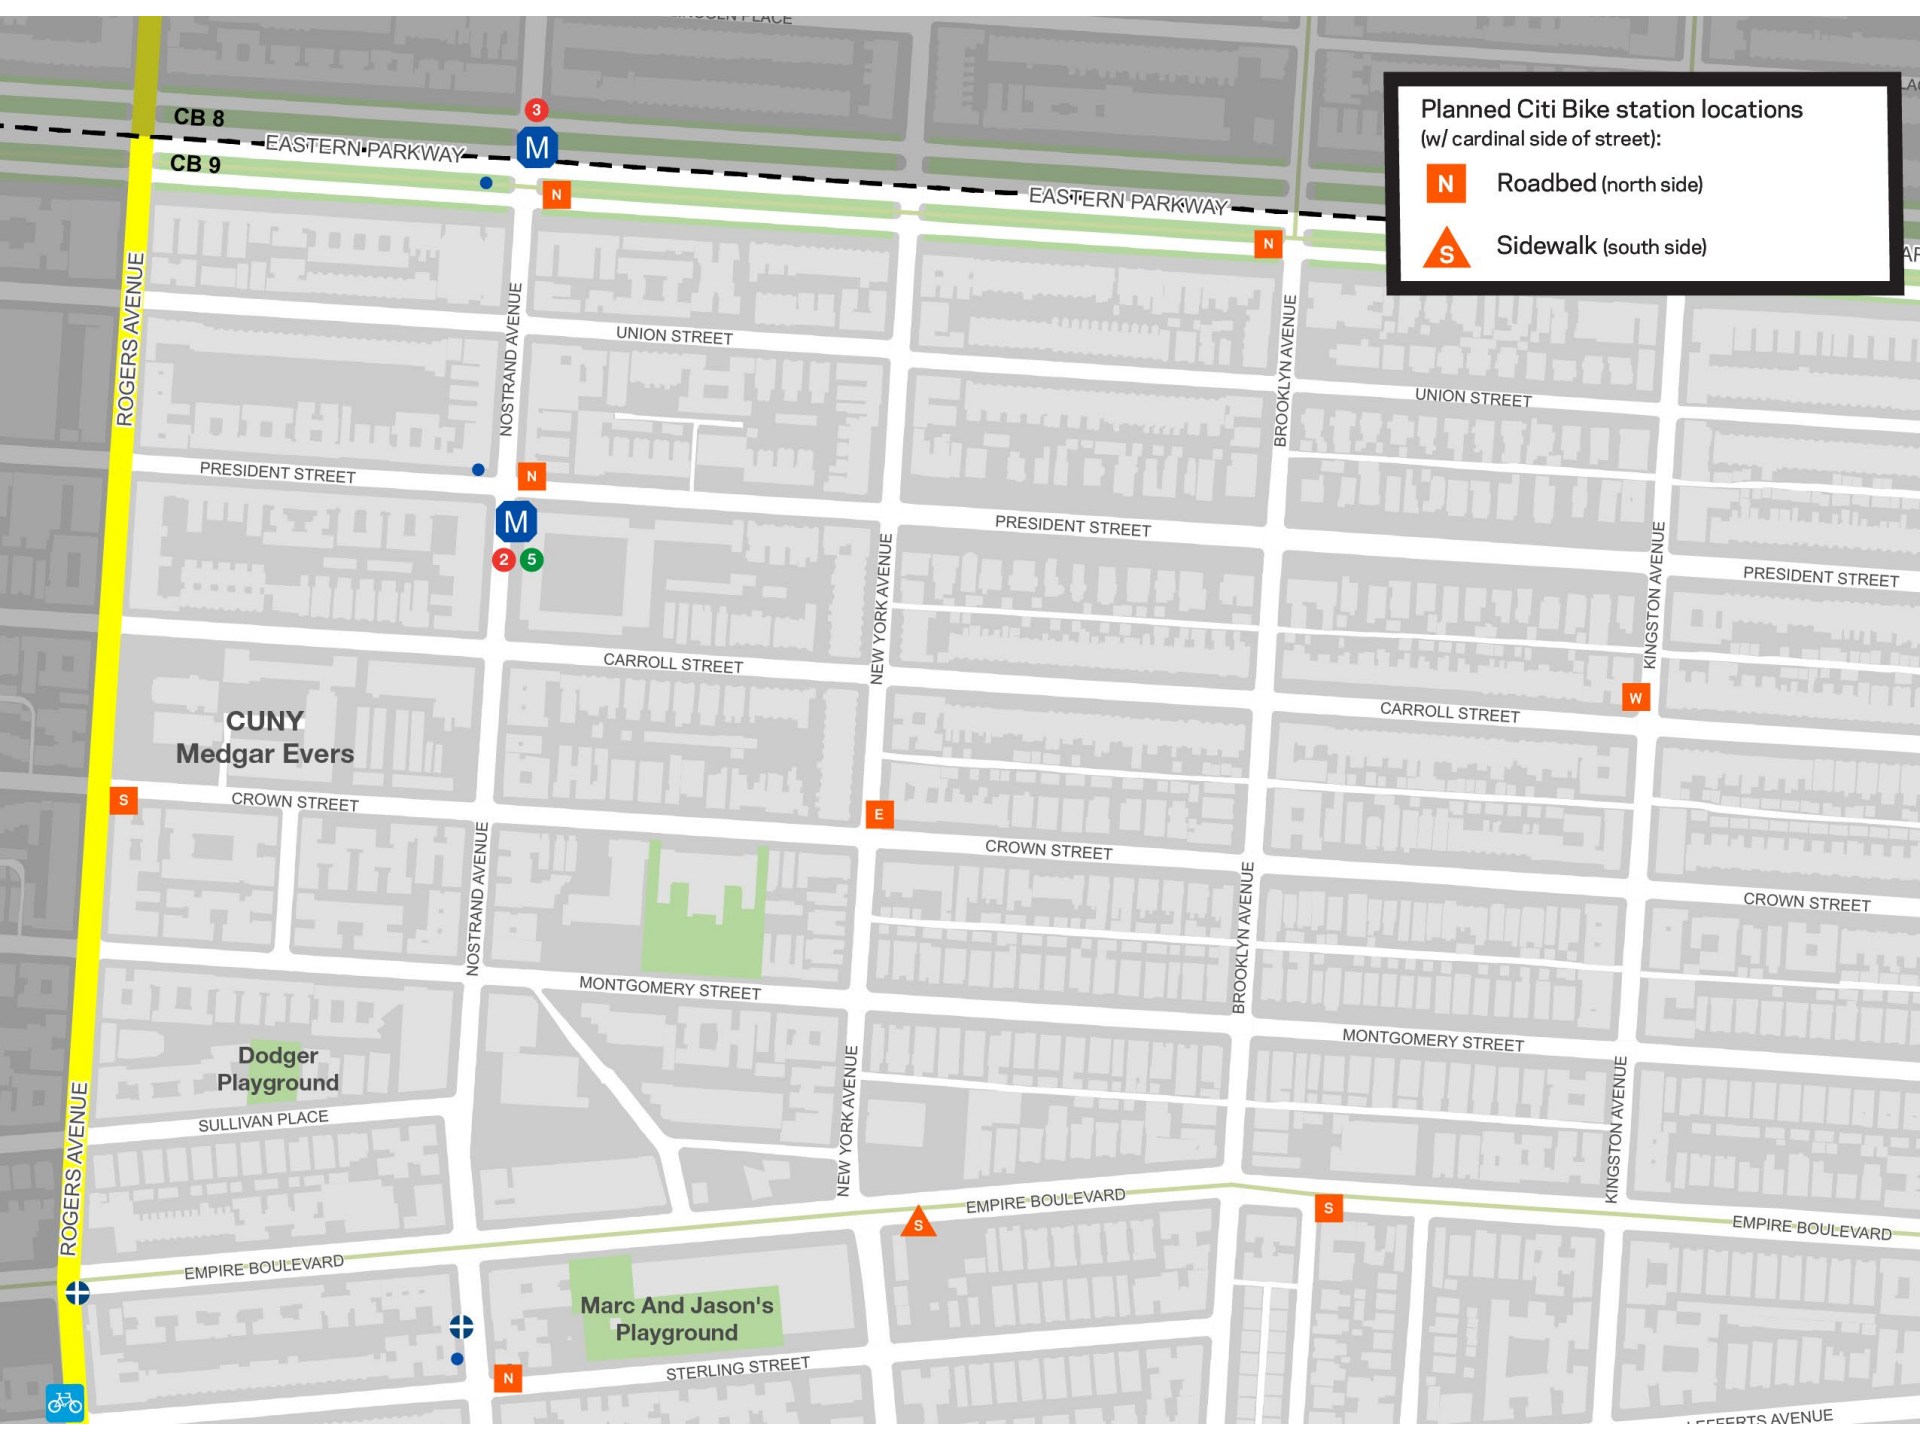 PLACE
Planned Citi Bike station locations
(w/ cardinal side of street):
N Roadbed (north side)
S Sidewalk (south side)
3
CB 8
M
EASTERN PARKWAY
CB 9
N
EASTERN PARKWAY
N
ROGERS AVENUE
NOSTRAND AVENUE
UNION STREET
BROOKLYN AVENUE
UNION STREET
PRESIDENT STREET
N
M
2 5
PRESIDENT STREET
NEW YORK AVENUE
KINGSTON AVENUE
PRESIDENT STREET
CARROLL STREET
W
CARROLL STREET
CUNY
Medgar Evers
S
CROWN STREET
E
CROWN STREET
NOSTRAND AVENUE
BROOKLYN AVENUE
CROWN STREET
MONTGOMERY STREET
MONTGOMERY STREET
Dodger
Playground
SULLIVAN PLACE
NEW YORK AVENUE
KINGSTON AVENUE
ROGERS AVENUE
EMPIRE BOULEVARD
S
S
EMPIRE BOULEVARD
EMPIRE BOULEVARD
Marc And Jason's
Playground
N
STERLING STREET
LEFFERTS AVENUE